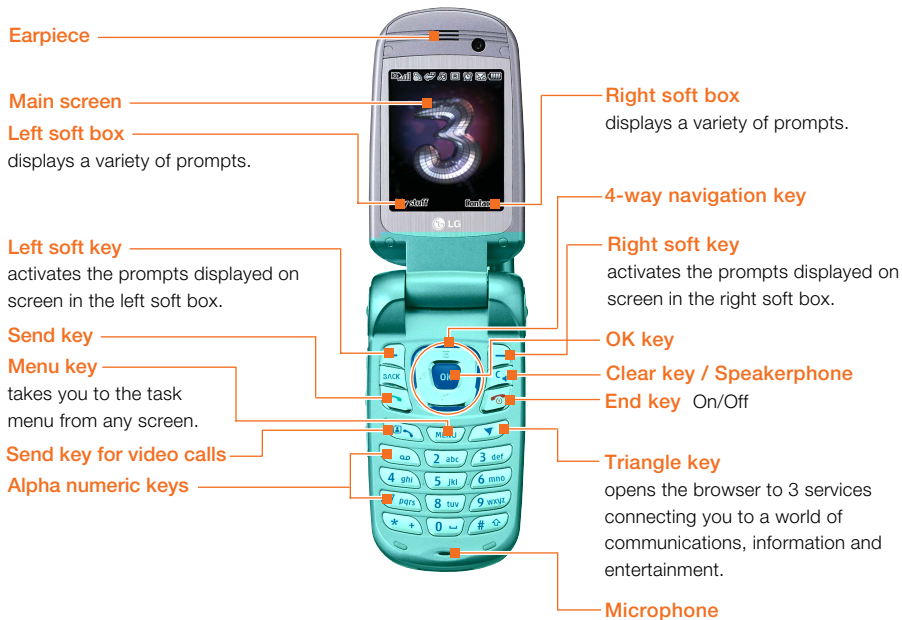 Earpiece
Main screen
Left soft box
displays a variety of prompts.
Left soft key
activates the prompts displayed on
screen in the left soft box.
Send key
Menu key
takes you to the task
menu from any screen.
Send key for video calls
Alpha numeric keys
Right soft box
displays a variety of prompts.
4-way navigation key
Right soft key
activates the prompts displayed on
screen in the right soft box.
OK key
Clear key / Speakerphone
End key On/Off
Triangle key
opens the browser to 3 services
connecting you to a world of
communications, information and
entertainment.
Microphone
3
stuff
LG
BACK
OK
C
MENU
2 abc
3 def
4 ghi
5 jkl
6 mno
7 pqrs
8 tuv
9 wxyz
* +
0
#